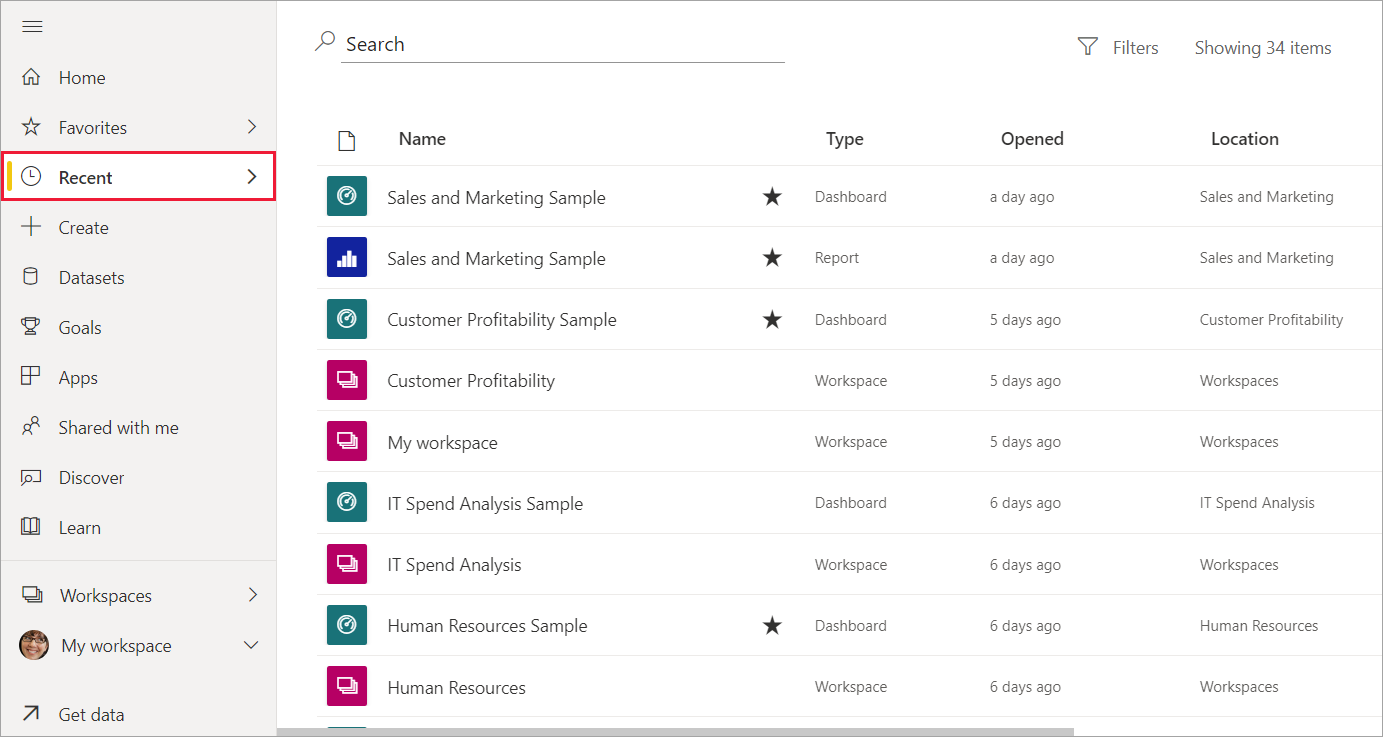 Home
Favorites
Recent
Create
Datasets
Goals
Apps
Shared with me
Discover
Learn
Workspaces
My workspace
Get data
Search
Filters
Showing 34 items
Name Type Opened Location
Sales and Marketing Sample Dashboard a day ago Sales and Marketing
Sales and Marketing Sample Report a day ago Sales and Marketing
Customer Profitability Sample Dashboard 5 days ago Customer Profitability
Customer Profitability Workspace 5 days ago Workspaces
My workspace Workspace 5 days ago Workspaces
IT Spend Analysis Sample Dashboard 6 days ago IT Spend Analysis
IT Spend Analysis Workspace 6 days ago Workspaces
Human Resources Sample Dashboard 6 days ago Human Resources
Human Resources Workspace 6 days ago Workspaces